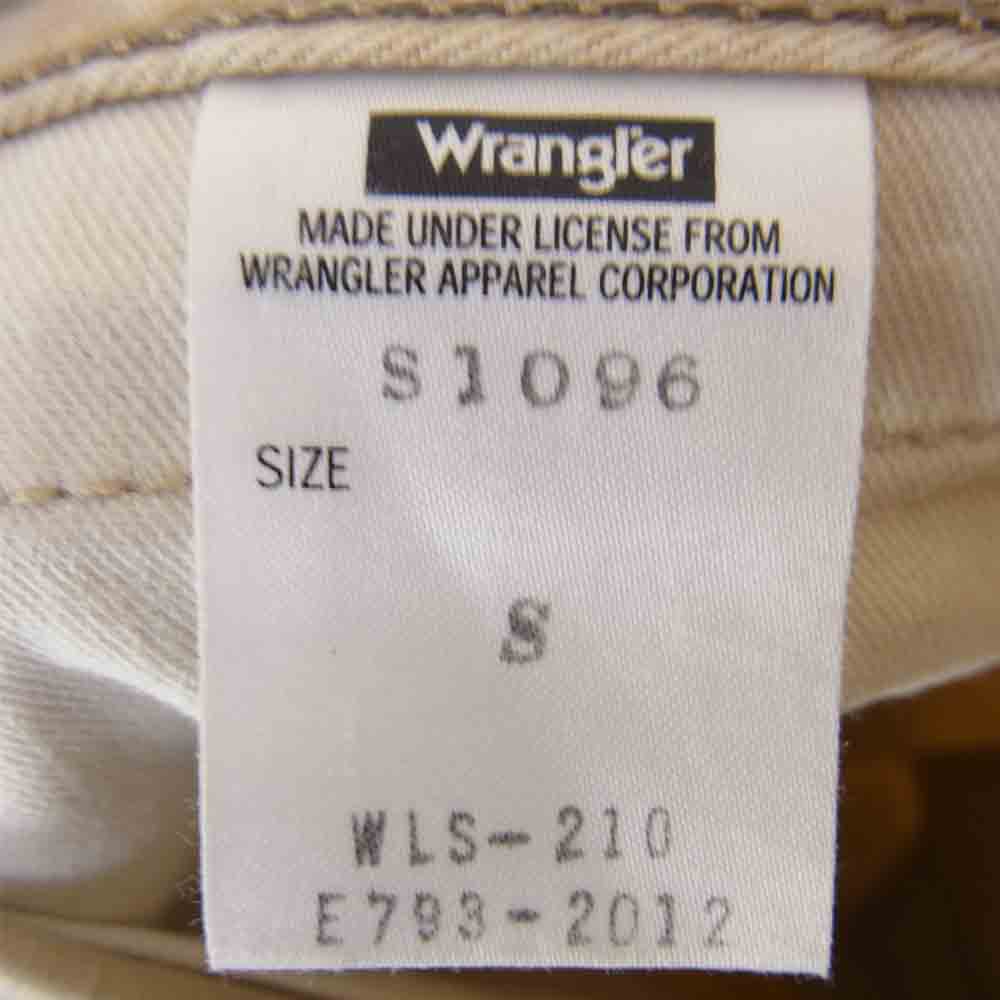 Wrangler
MADE UNDER LICENSE FROM
WRANGLER APPAREL CORPORATION
S1096
SIZE
S
WLS-210
E793-2012